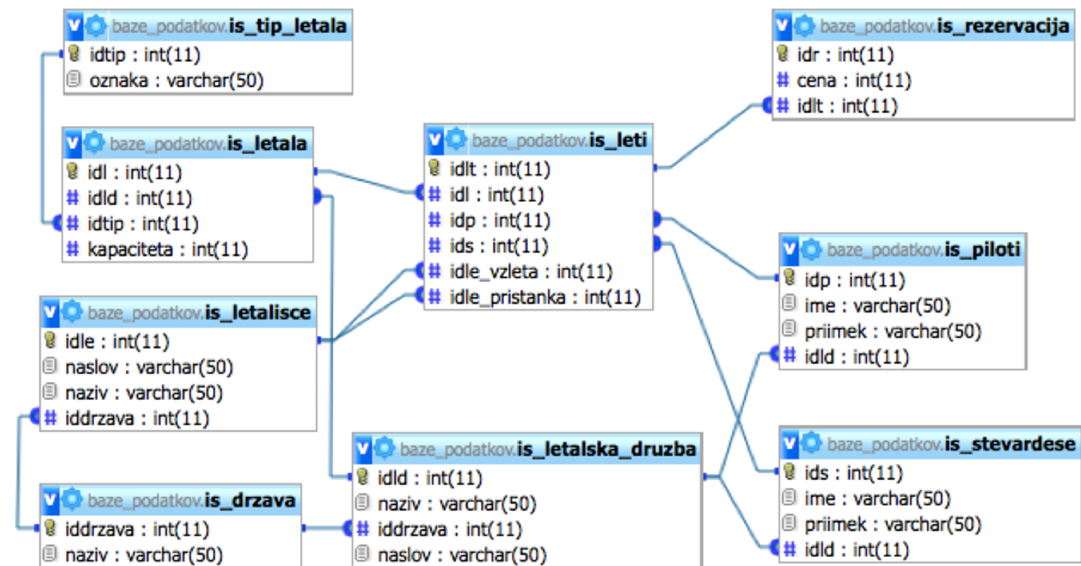 baze_podatkov.is_tip_letala
idtip : int(11)
oznaka : varchar(50)
baze_podatkov.is_letala
idl : int(11)
idld : int(11)
idtip : int(11)
kapaciteta : int(11)
baze_podatkov.is_letalisce
idle : int(11)
naslov : varchar(50)
naziv : varchar(50)
iddrzava : int(11)
baze_podatkov.is_drzava
iddrzava : int(11)
naziv : varchar(50)
baze_podatkov.is_leti
idlt : int(11)
idl : int(11)
idp : int(11)
ids : int(11)
idle_vzleta : int(11)
idle_pristanka : int(11)
baze_podatkov.is_letalska_druzba
idld : int(11)
naziv : varchar(50)
iddrzava : int(11)
naslov : varchar(50)
baze_podatkov.is_rezervacija
idr : int(11)
cena : int(11)
idlt : int(11)
baze_podatkov.is_piloti
idp : int(11)
ime : varchar(50)
priimek : varchar(50)
idld : int(11)
baze_podatkov.is_stevardese
ids : int(11)
ime : varchar(50)
priimek : varchar(50)
idld : int(11)